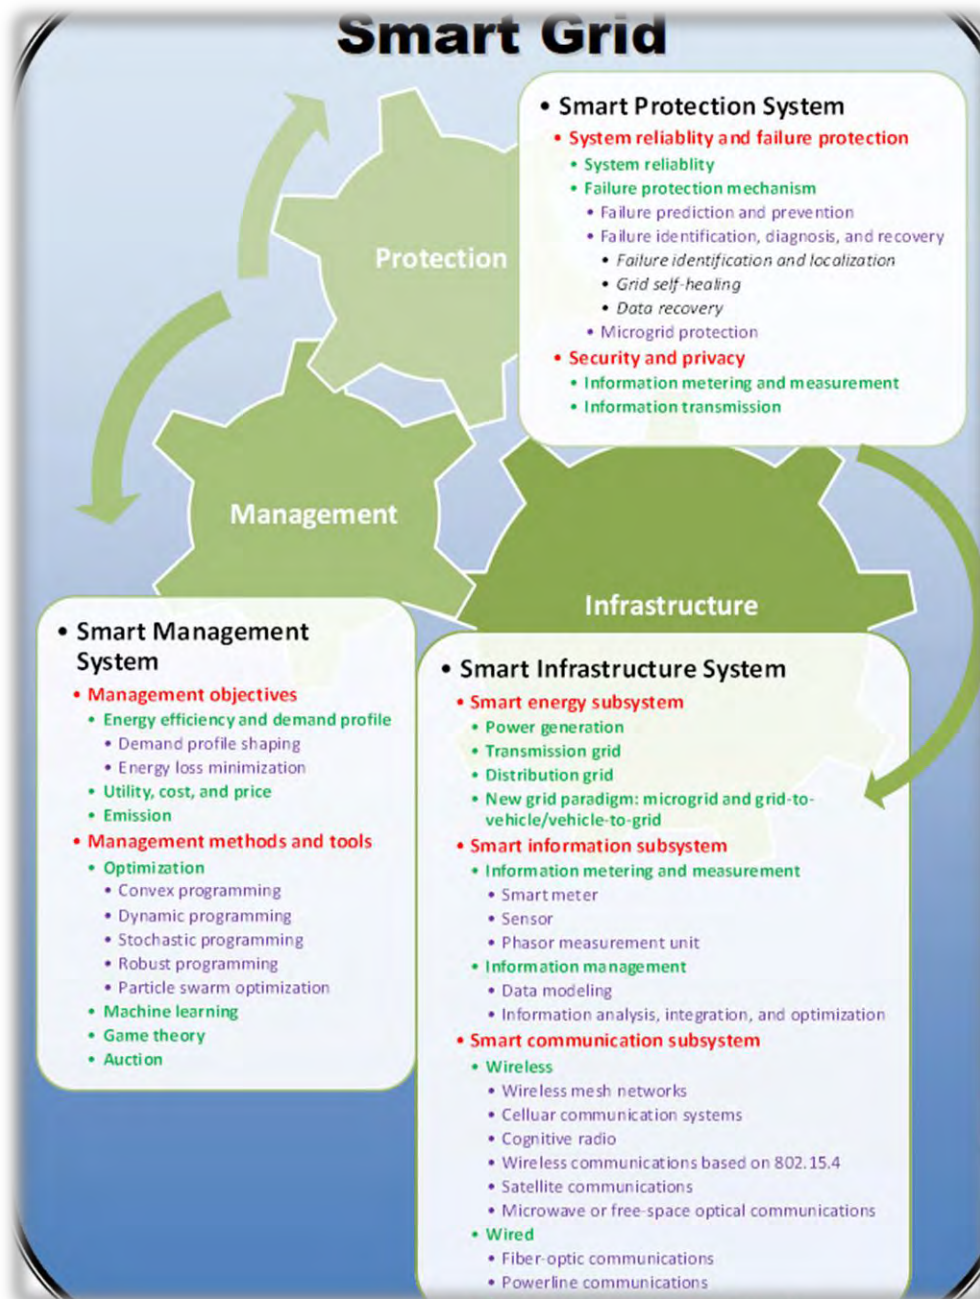 Smart Grid
• Smart Protection System
• System reliablity and failure protection
• System reliablity
• Failure protection mechanism
• Failure prediction and prevention
• Failure identification, diagnosis, and recovery
• Failure identification and localization
• Grid self-healing
• Data recovery
• Microgrid protection
• Security and privacy
• Information metering and measurement
• Information transmission
Protection
Management
Infrastructure
• Smart Management
System
• Management objectives
• Energy efficiency and demand profile
• Demand profile shaping
• Energy loss minimization
• Utility, cost, and price
• Emission
• Management methods and tools
• Optimization
• Convex programming
• Dynamic programming
• Stochastic programming
• Robust programming
• Particle swarm optimization
• Machine learning
• Game theory
• Auction
• Smart Infrastructure System
• Smart energy subsystem
• Power generation
• Transmission grid
• Distribution grid
• New grid paradigm: microgrid and grid-to-
vehicle/vehicle-to-grid
• Smart information subsystem
• Information metering and measurement
• Smart meter
• Sensor
• Phasor measurement unit
• Information management
• Data modeling
• Information analysis, integration, and optimization
• Smart communication subsystem
• Wireless
• Wireless mesh networks
• Celluar communication systems
• Cognitive radio
• Wireless communications based on 802.15.4
• Satellite communications
• Microwave or free-space optical communications
• Wired
• Fiber-optic communications
• Powerline communications